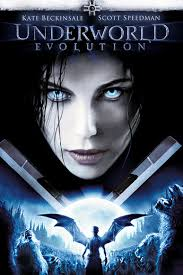 KATE BECKINSALE SCOTT SPEEDMAN
UNDERWORLD
EVOLUTION